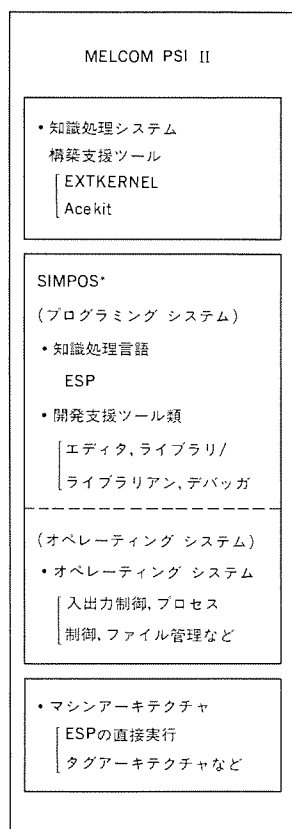 MELCOM PSI II
• 知識処理システム
構築支援ツール
EXTKERNEL
Acekit
SIMPOS*
(プログラミング システム)
• 知識処理言語
ESP
• 開発支援ツール類
エディタ, ライブラリ/
ライブラリアン, デバッガ
(オペレーティング システム)
• オペレーティング システム
入出力制御, プロセス
制御, ファイル管理など
• マシンアーキテクチャ
ESPの直接実行
タグアーキテクチャなど